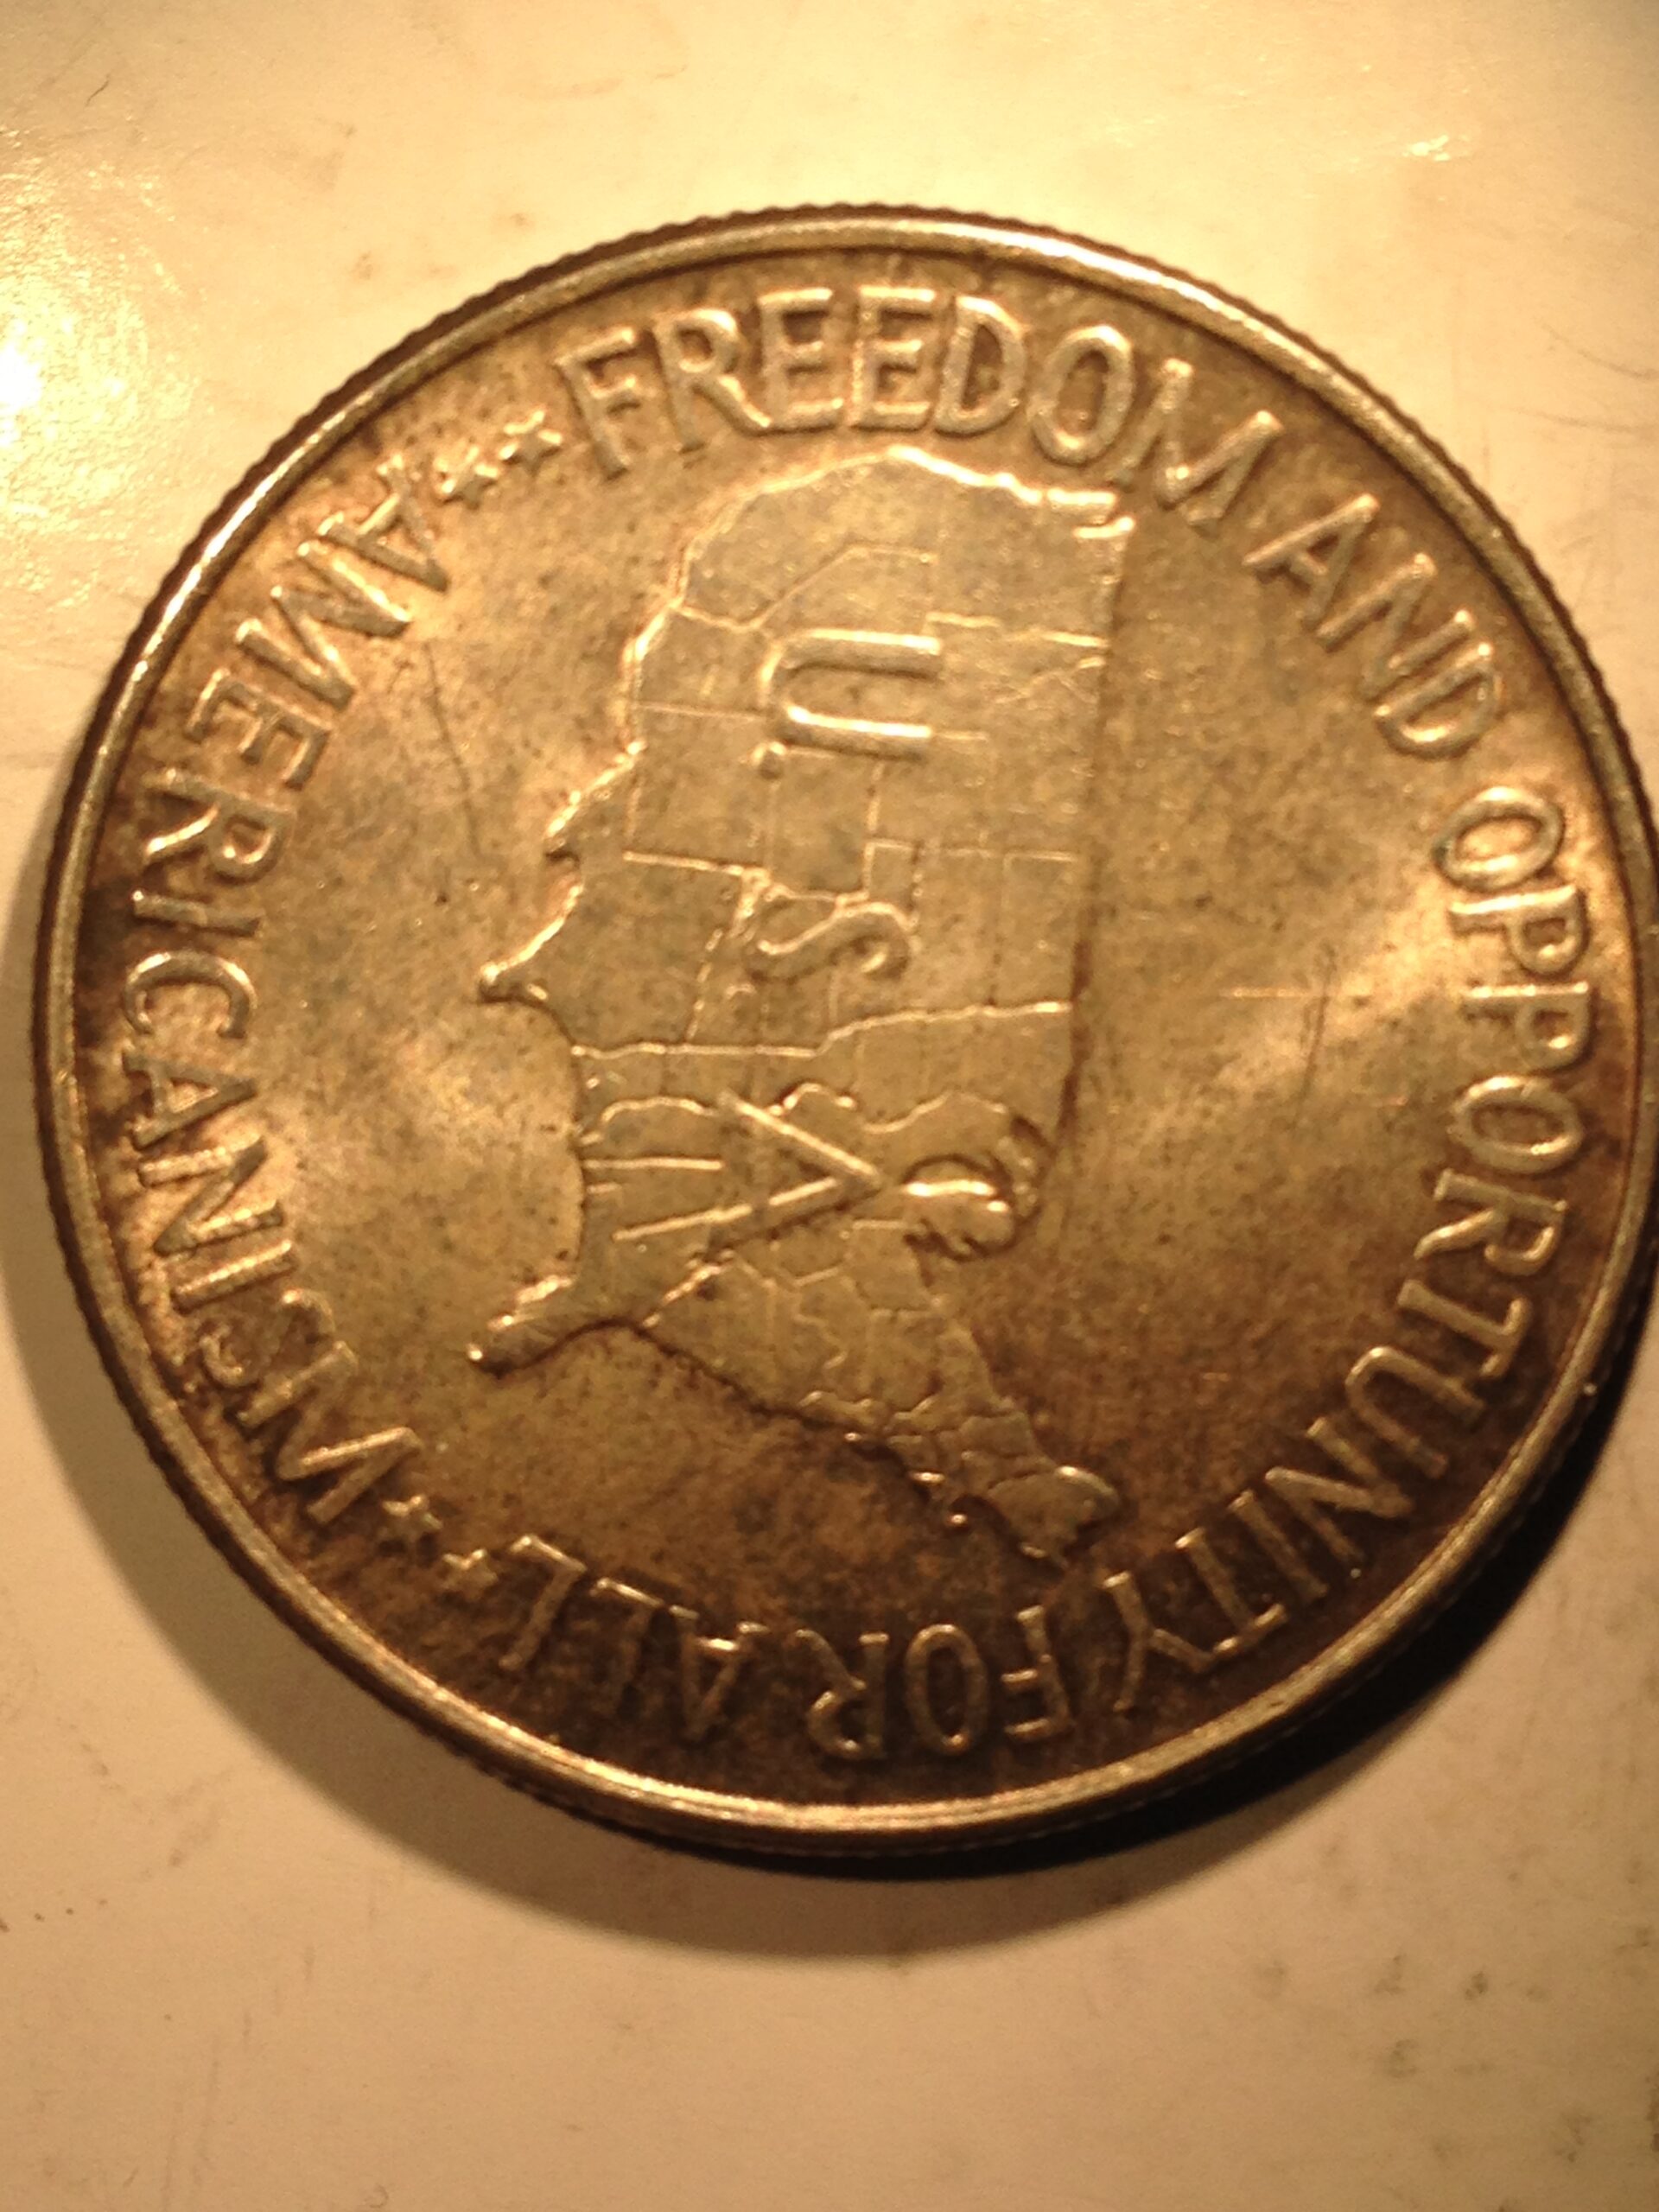 FREEDOM AND OPPORTUNITY FOR ALL
AMERICANISM
U.S.A